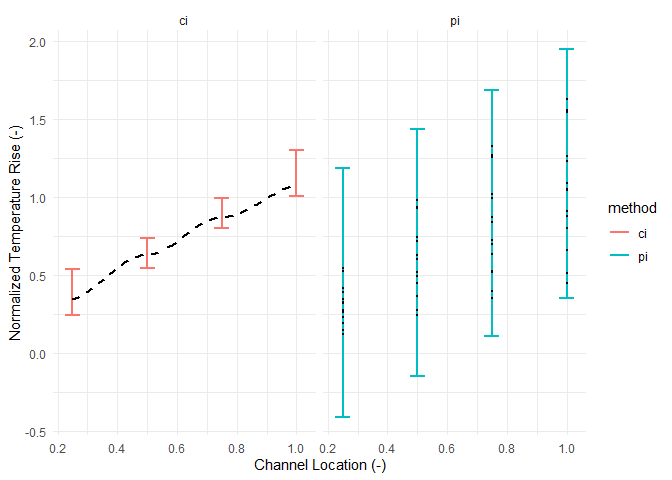 ci pi
2.0
1.5
1.0
0.5
0.0
-0.5
Normalized Temperature Rise (-)
0.2 0.4 0.6 0.8 1.0 0.2 0.4 0.6 0.8 1.0
Channel Location (-)
method
ci
pi